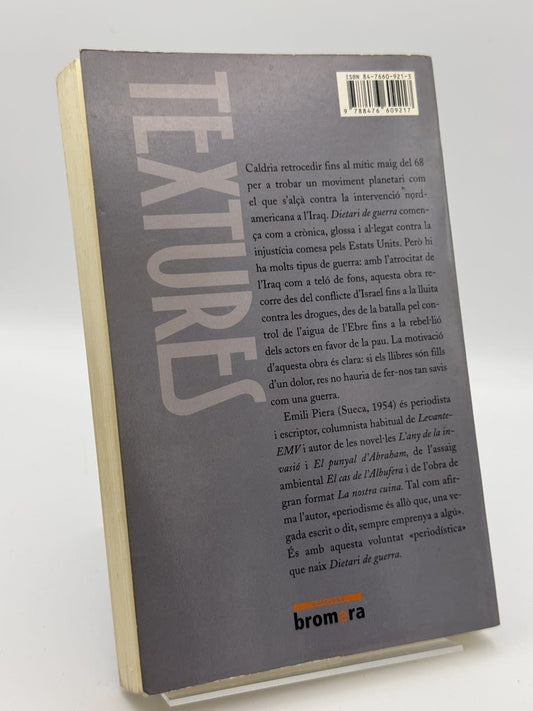 TEXTURES
ISBN 84-7660-921-3
9 788476 609217
Caldria retrocedir fins al mític maig del 68
per a trobar un moviment planetari com
el que s'alçà contra la intervenció nord-
americana a l'Iraq. Dietari de guerra comen-
ça com a crònica, glossa i al·legat contra la
injustícia comesa pels Estats Units. Però hi
ha molts tipus de guerra: amb l'atrocitat de
l'Iraq com a teló de fons, aquesta obra re-
corre des del conflicte d'Israel fins a la lluita
contra les drogues, des de la batalla pel con-
trol de l'aigua de l'Ebre fins a la rebel·lió
dels actors en favor de la pau. La motivació
d'aquesta obra és clara: si els llibres són fills
d'un dolor, res no hauria de fer-nos tan savis
com una guerra.
Emili Piera (Sueca, 1954) és periodista
i escriptor, columnista habitual de Levante-
EMV i autor de les novel·les L'any de la in-
vasió i El punyal d'Abraham, de l'assaig
ambiental El cas de l'Albufera i de l'obra de
gran format La nostra cuina. Tal com afir-
ma l'autor, «periodisme és allò que, una ve-
gada escrit o dit, sempre emprenya a algú».
És amb aquesta voluntat «periodística»
que naix Dietari de guerra.
bromera